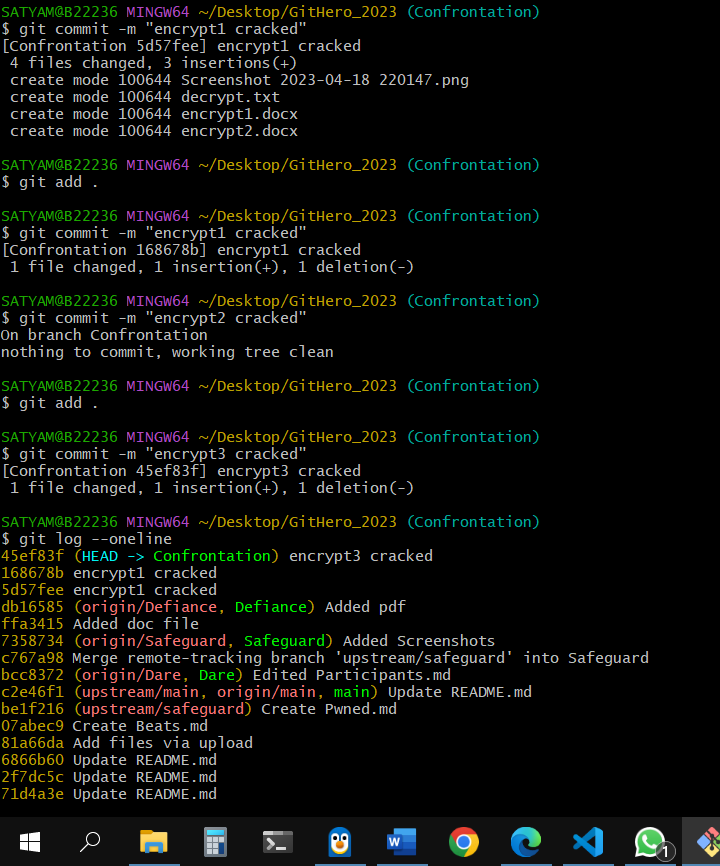 SATYAM@B22236 MINGW64 ~/Desktop/GitHero_2023 (Confrontation)
$ git commit -m "encrypt1 cracked"
[Confrontation 5d57fee] encrypt1 cracked
 4 files changed, 3 insertions(+)
 create mode 100644 Screenshot 2023-04-18 220147.png
 create mode 100644 decrypt.txt
 create mode 100644 encrypt1.docx
 create mode 100644 encrypt2.docx

SATYAM@B22236 MINGW64 ~/Desktop/GitHero_2023 (Confrontation)
$ git add .

SATYAM@B22236 MINGW64 ~/Desktop/GitHero_2023 (Confrontation)
$ git commit -m "encrypt1 cracked"
[Confrontation 168678b] encrypt1 cracked
 1 file changed, 1 insertion(+), 1 deletion(-)

SATYAM@B22236 MINGW64 ~/Desktop/GitHero_2023 (Confrontation)
$ git commit -m "encrypt2 cracked"
On branch Confrontation
nothing to commit, working tree clean

SATYAM@B22236 MINGW64 ~/Desktop/GitHero_2023 (Confrontation)
$ git add .

SATYAM@B22236 MINGW64 ~/Desktop/GitHero_2023 (Confrontation)
$ git commit -m "encrypt3 cracked"
[Confrontation 45ef83f] encrypt3 cracked
 1 file changed, 1 insertion(+), 1 deletion(-)

SATYAM@B22236 MINGW64 ~/Desktop/GitHero_2023 (Confrontation)
$ git log --oneline
45ef83f (HEAD -> Confrontation) encrypt3 cracked
168678b encrypt1 cracked
5d57fee encrypt1 cracked
db16585 (origin/Defiance, Defiance) Added pdf
ffa3415 Added doc file
7358734 (origin/Safeguard, Safeguard) Added Screenshots
c767a98 Merge remote-tracking branch 'upstream/safeguard' into Safeguard
bcc8372 (origin/Dare, Dare) Edited Participants.md
c2e46f1 (upstream/main, origin/main, main) Update README.md
be1f216 (upstream/safeguard) Create Pwned.md
07abec9 Create Beats.md
81a66da Add files via upload
6866b60 Update README.md
2f7dc5c Update README.md
71d4a3e Update README.md
W
1